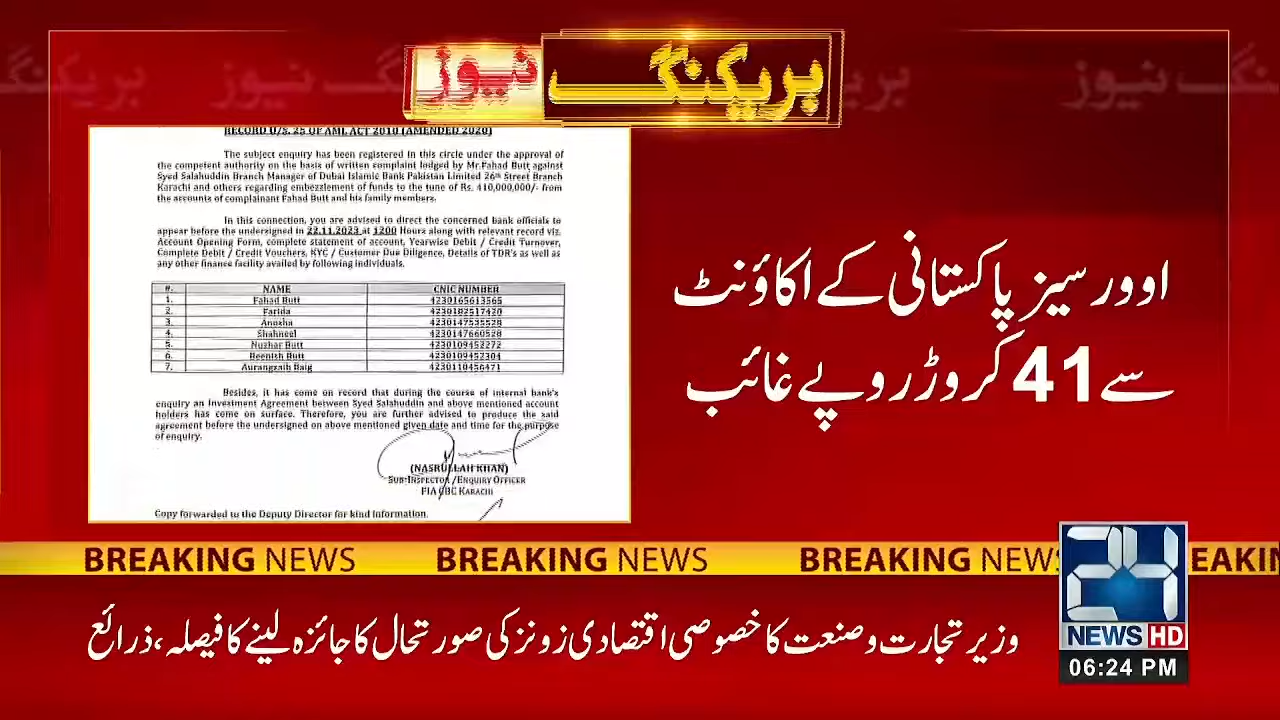 بریکنگ نیوز
RECORD U/S. 25 OF AML ACT 2010 (AMENDED 2020)
The subject enquiry has been registered in this circle under the approval of
the competent authority on the basis of written complaint lodged by Mr.Fahad Butt against
Syed Salahuddin Branch Manager of Dubai Islamic Bank Pakistan Limited 26th Street Branch
Karachi and others regarding embezzlement of funds to the tune of Rs. 410,000,000/- from
the accounts of complainant Fahad Butt and his family members.
In this connection, you are advised to direct the concerned bank officials to
appear before the undersigned in 22.11.2023 at 1200 Hours along with relevant record viz.
Account Opening Form, complete statement of account, Yearwise Debit / Credit Turnover,
Complete Debit / Credit Vouchers, KYC / Customer Due Diligence, Details of TDR's as well as
any other finance facility availed by following individuals.
#. NAME CNIC NUMBER
1. Fahad Butt 4230165613565
2. Farida 4230182517420
3. Anosha 4230147535528
4. Shahneel 4230147660528
5. Nuzhar Butt 4230109452272
6. Beenish Butt 4230109452304
7. Aurangzaib Baig 4230110456471
Besides, it has come on record that during the course of internal bank's
enquiry an Investment Agreement between Syed Salahuddin and above mentioned account
holders has come on surface. Therefore, you are further advised to produce the said
agreement before the undersigned on above mentioned given date and time for the purpose
of enquiry.
(NASRULLAH KHAN)
SUB-INSPECTOR /ENQUIRY OFFICER
FIA CBC KARACHI
Copy forwarded to the Deputy Director for kind information.
اوورسیز پاکستانی کے اکاؤنٹ
سے 41 کروڑ روپے غائب
BREAKING NEWS BREAKING NEWS BREAKING NEWS BREAKING
وزیر تجارت و صنعت کا خصوصی اقتصادی زونز کی صورتحال کا جائزہ لینے کا فیصلہ، ذرائع
24
NEWS HD
06:24 PM